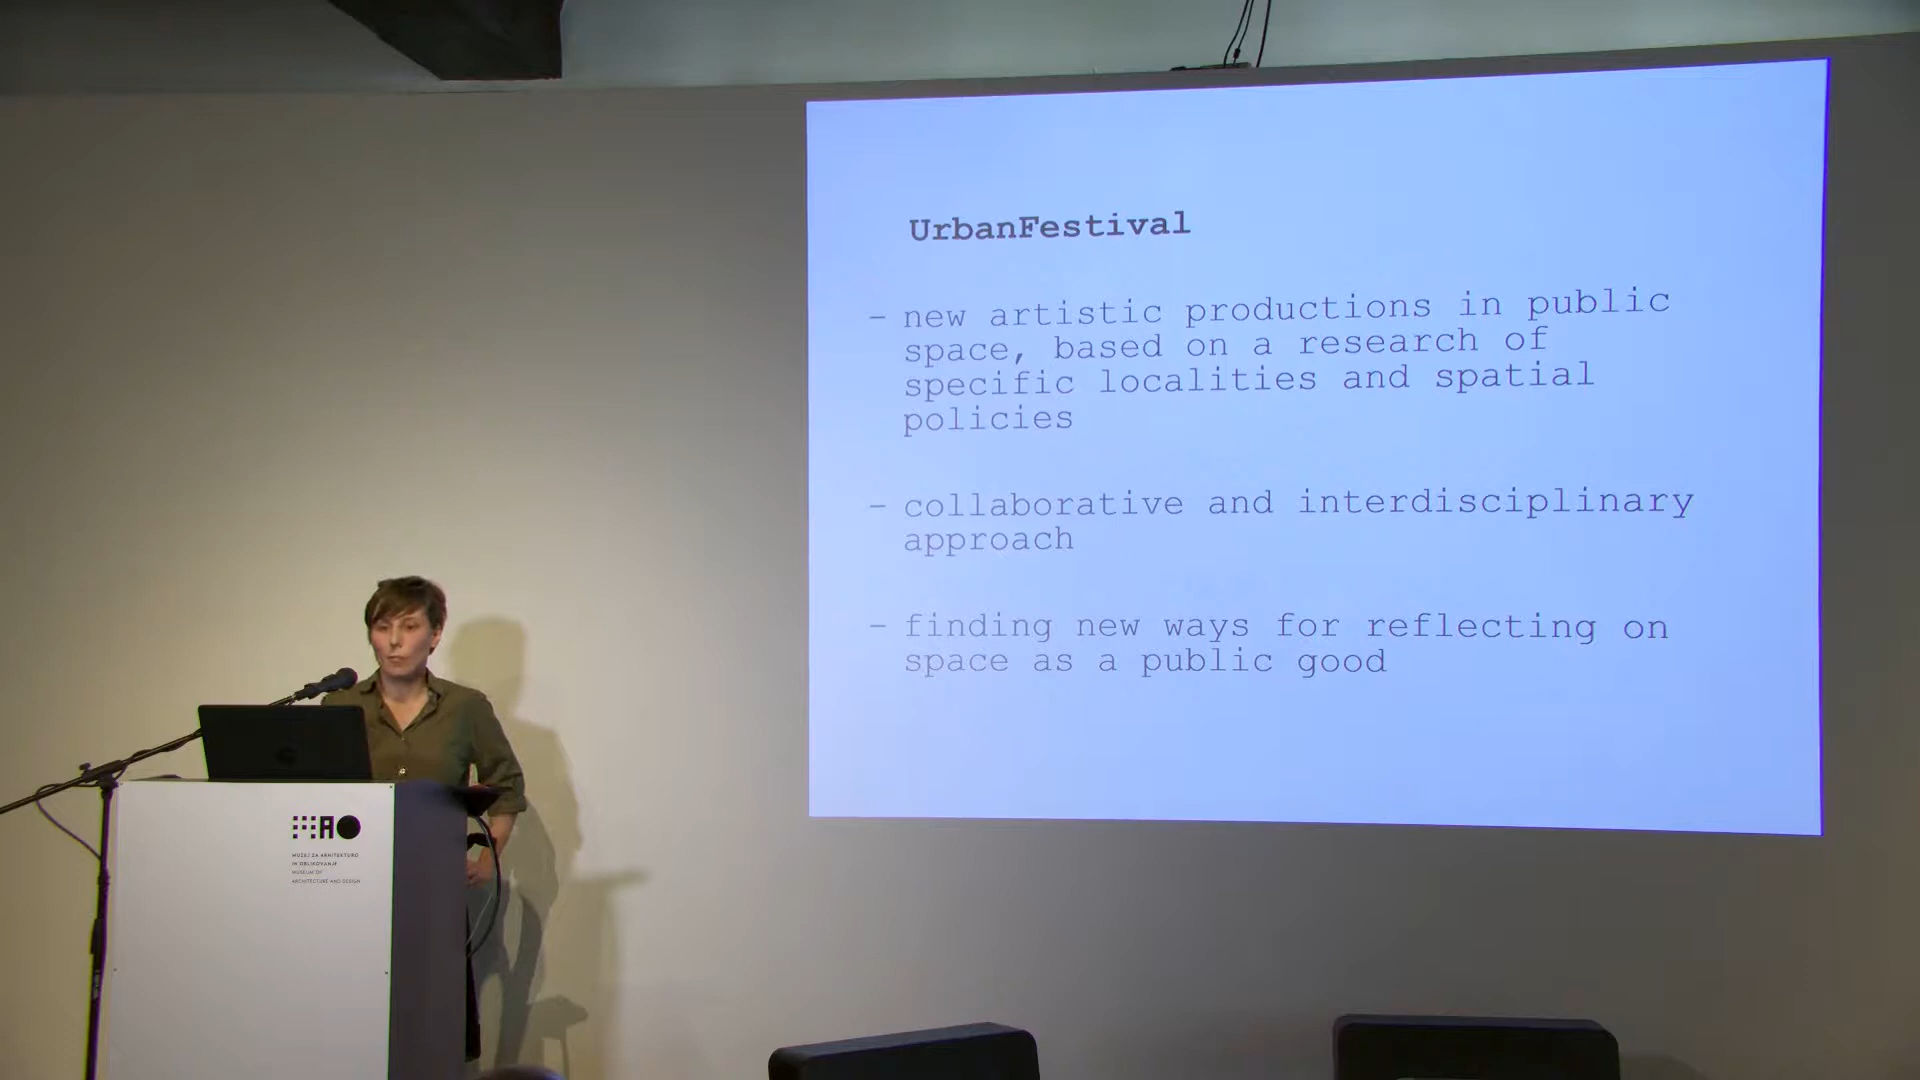 UrbanFestival
- new artistic productions in public
space, based on a research of
specific localities and spatial
policies
- collaborative and interdisciplinary
approach
- finding new ways for reflecting on
space as a public good
MAO
MUZEJ ZA ARHITEKTURO
IN OBLIKOVANJE
MUSEUM OF
ARCHITECTURE AND DESIGN